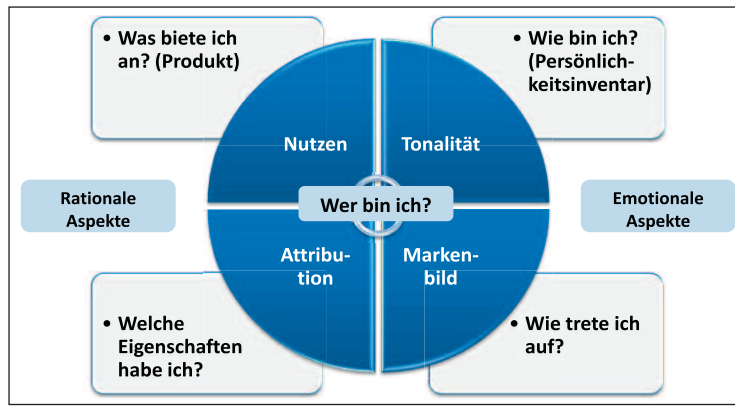 • Was biete ich
an? (Produkt)
• Wie bin ich?
(Persönlich-
keitsinventar)
Nutzen
Tonalität
Rationale
Aspekte
Wer bin ich?
Emotionale
Aspekte
Attribu-
tion
Marken-
bild
• Welche
Eigenschaften
habe ich?
• Wie trete ich
auf?